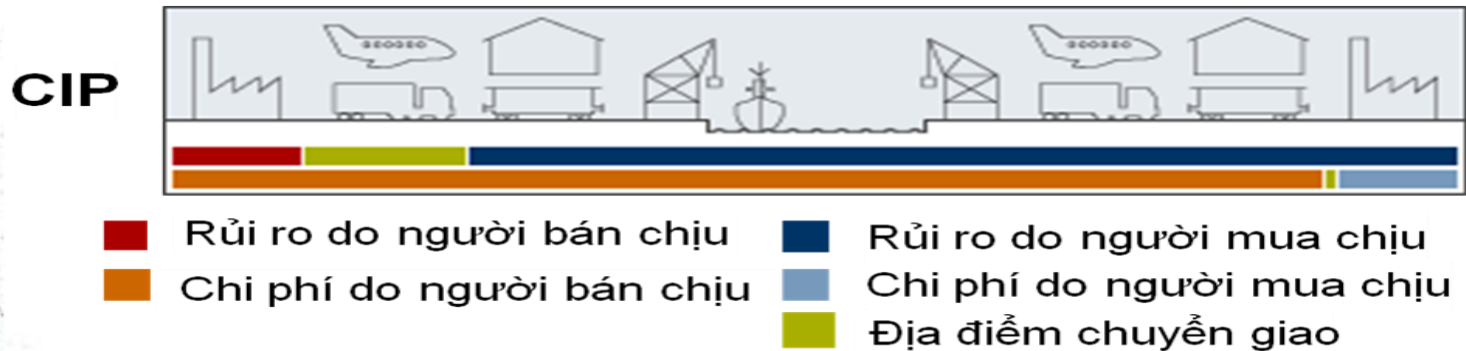 CIP
Rủi ro do người bán chịu
Chi phí do người bán chịu
Rủi ro do người mua chịu
Chi phí do người mua chịu
Địa điểm chuyển giao